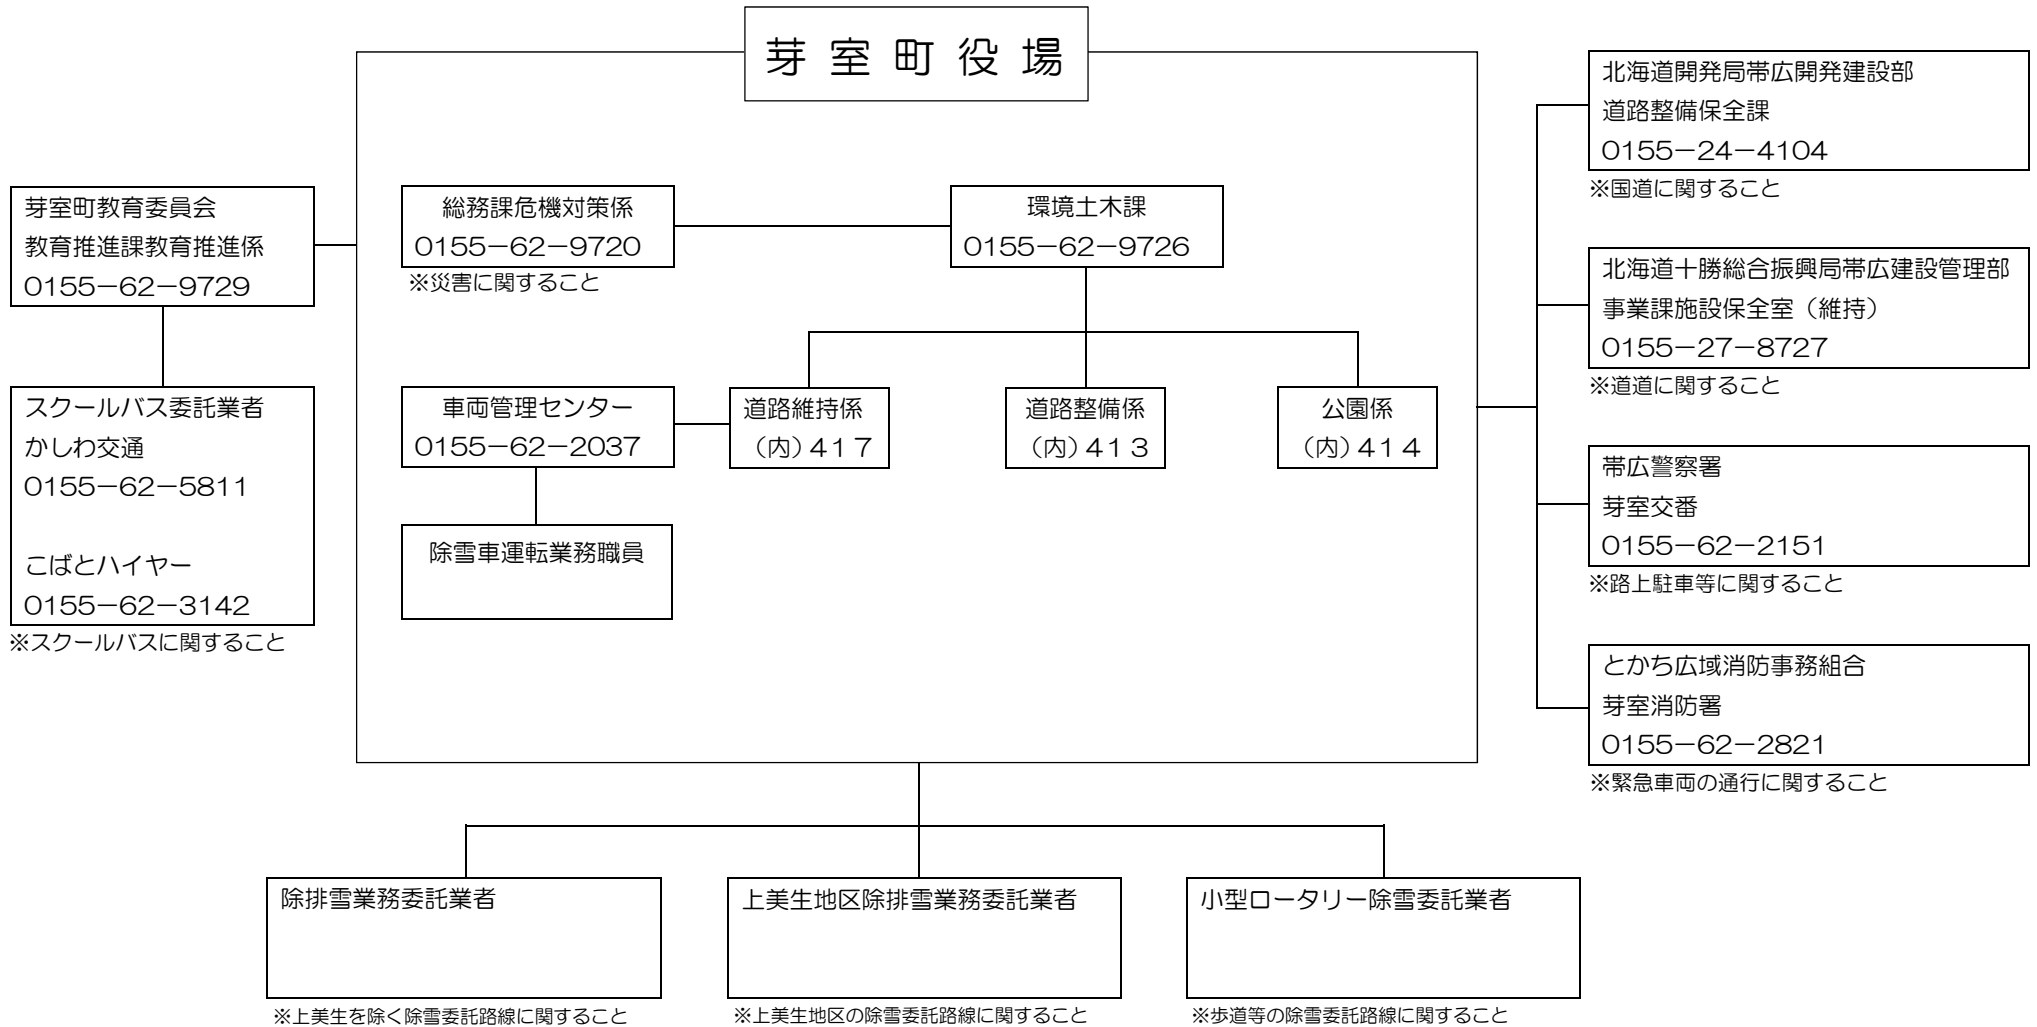 芽室町役場
芽室町教育委員会
教育推進課教育推進係
0155－62－9729
スクールバス委託業者
かしわ交通
0155－62－5811
こばとハイヤー
0155－62－3142
※スクールバスに関すること
総務課危機対策係
0155－62－9720
※災害に関すること
環境土木課
0155－62－9726
車両管理センター
0155－62－2037
道路維持係
（内）417
道路整備係
（内）413
公園係
（内）414
除雪車運転業務職員
北海道開発局帯広開発建設部
道路整備保全課
0155－24－4104
※国道に関すること
北海道十勝総合振興局帯広建設管理部
事業課施設保全室（維持）
0155－27－8727
※道道に関すること
帯広警察署
芽室交番
0155－62－2151
※路上駐車等に関すること
とかち広域消防事務組合
芽室消防署
0155－62－2821
※緊急車両の通行に関すること
除排雪業務委託業者
※上美生を除く除雪委託路線に関すること
上美生地区除排雪業務委託業者
※上美生地区の除雪委託路線に関すること
小型ロータリー除雪委託業者
※歩道等の除雪委託路線に関すること